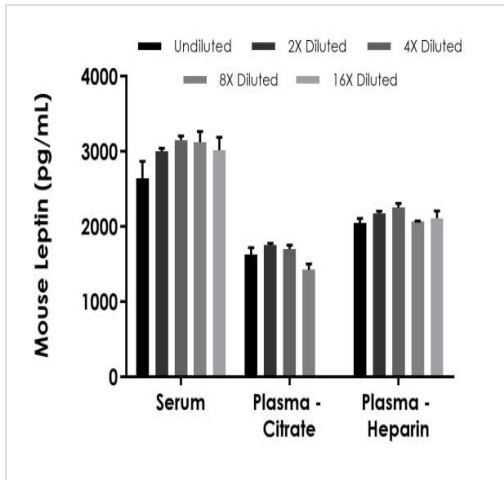 Undiluted 2X Diluted 4X Diluted
8X Diluted 16X Diluted
Mouse Leptin (pg/mL)
4000
3000
2000
1000
0
Serum Plasma - Plasma -
Citrate Heparin